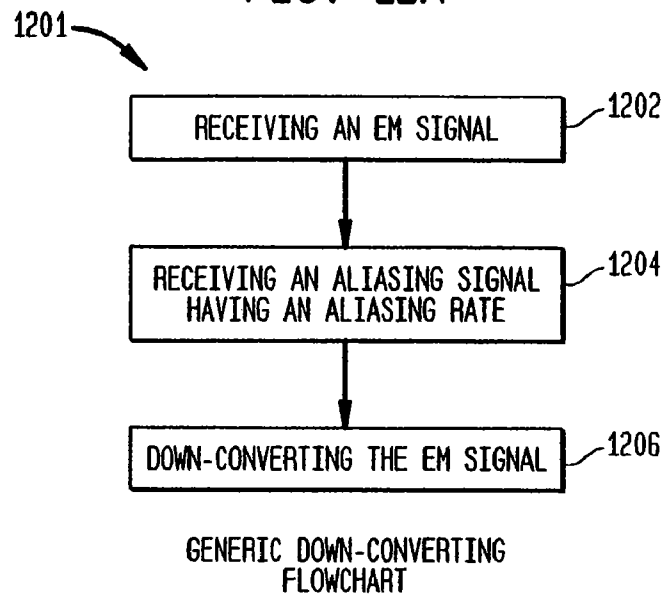 1201
1202
RECEIVING AN EM SIGNAL
1204
RECEIVING AN ALIASING SIGNAL
HAVING AN ALIASING RATE
1206
DOWN-CONVERTING THE EM SIGNAL
GENERIC DOWN-CONVERTING
FLOWCHART